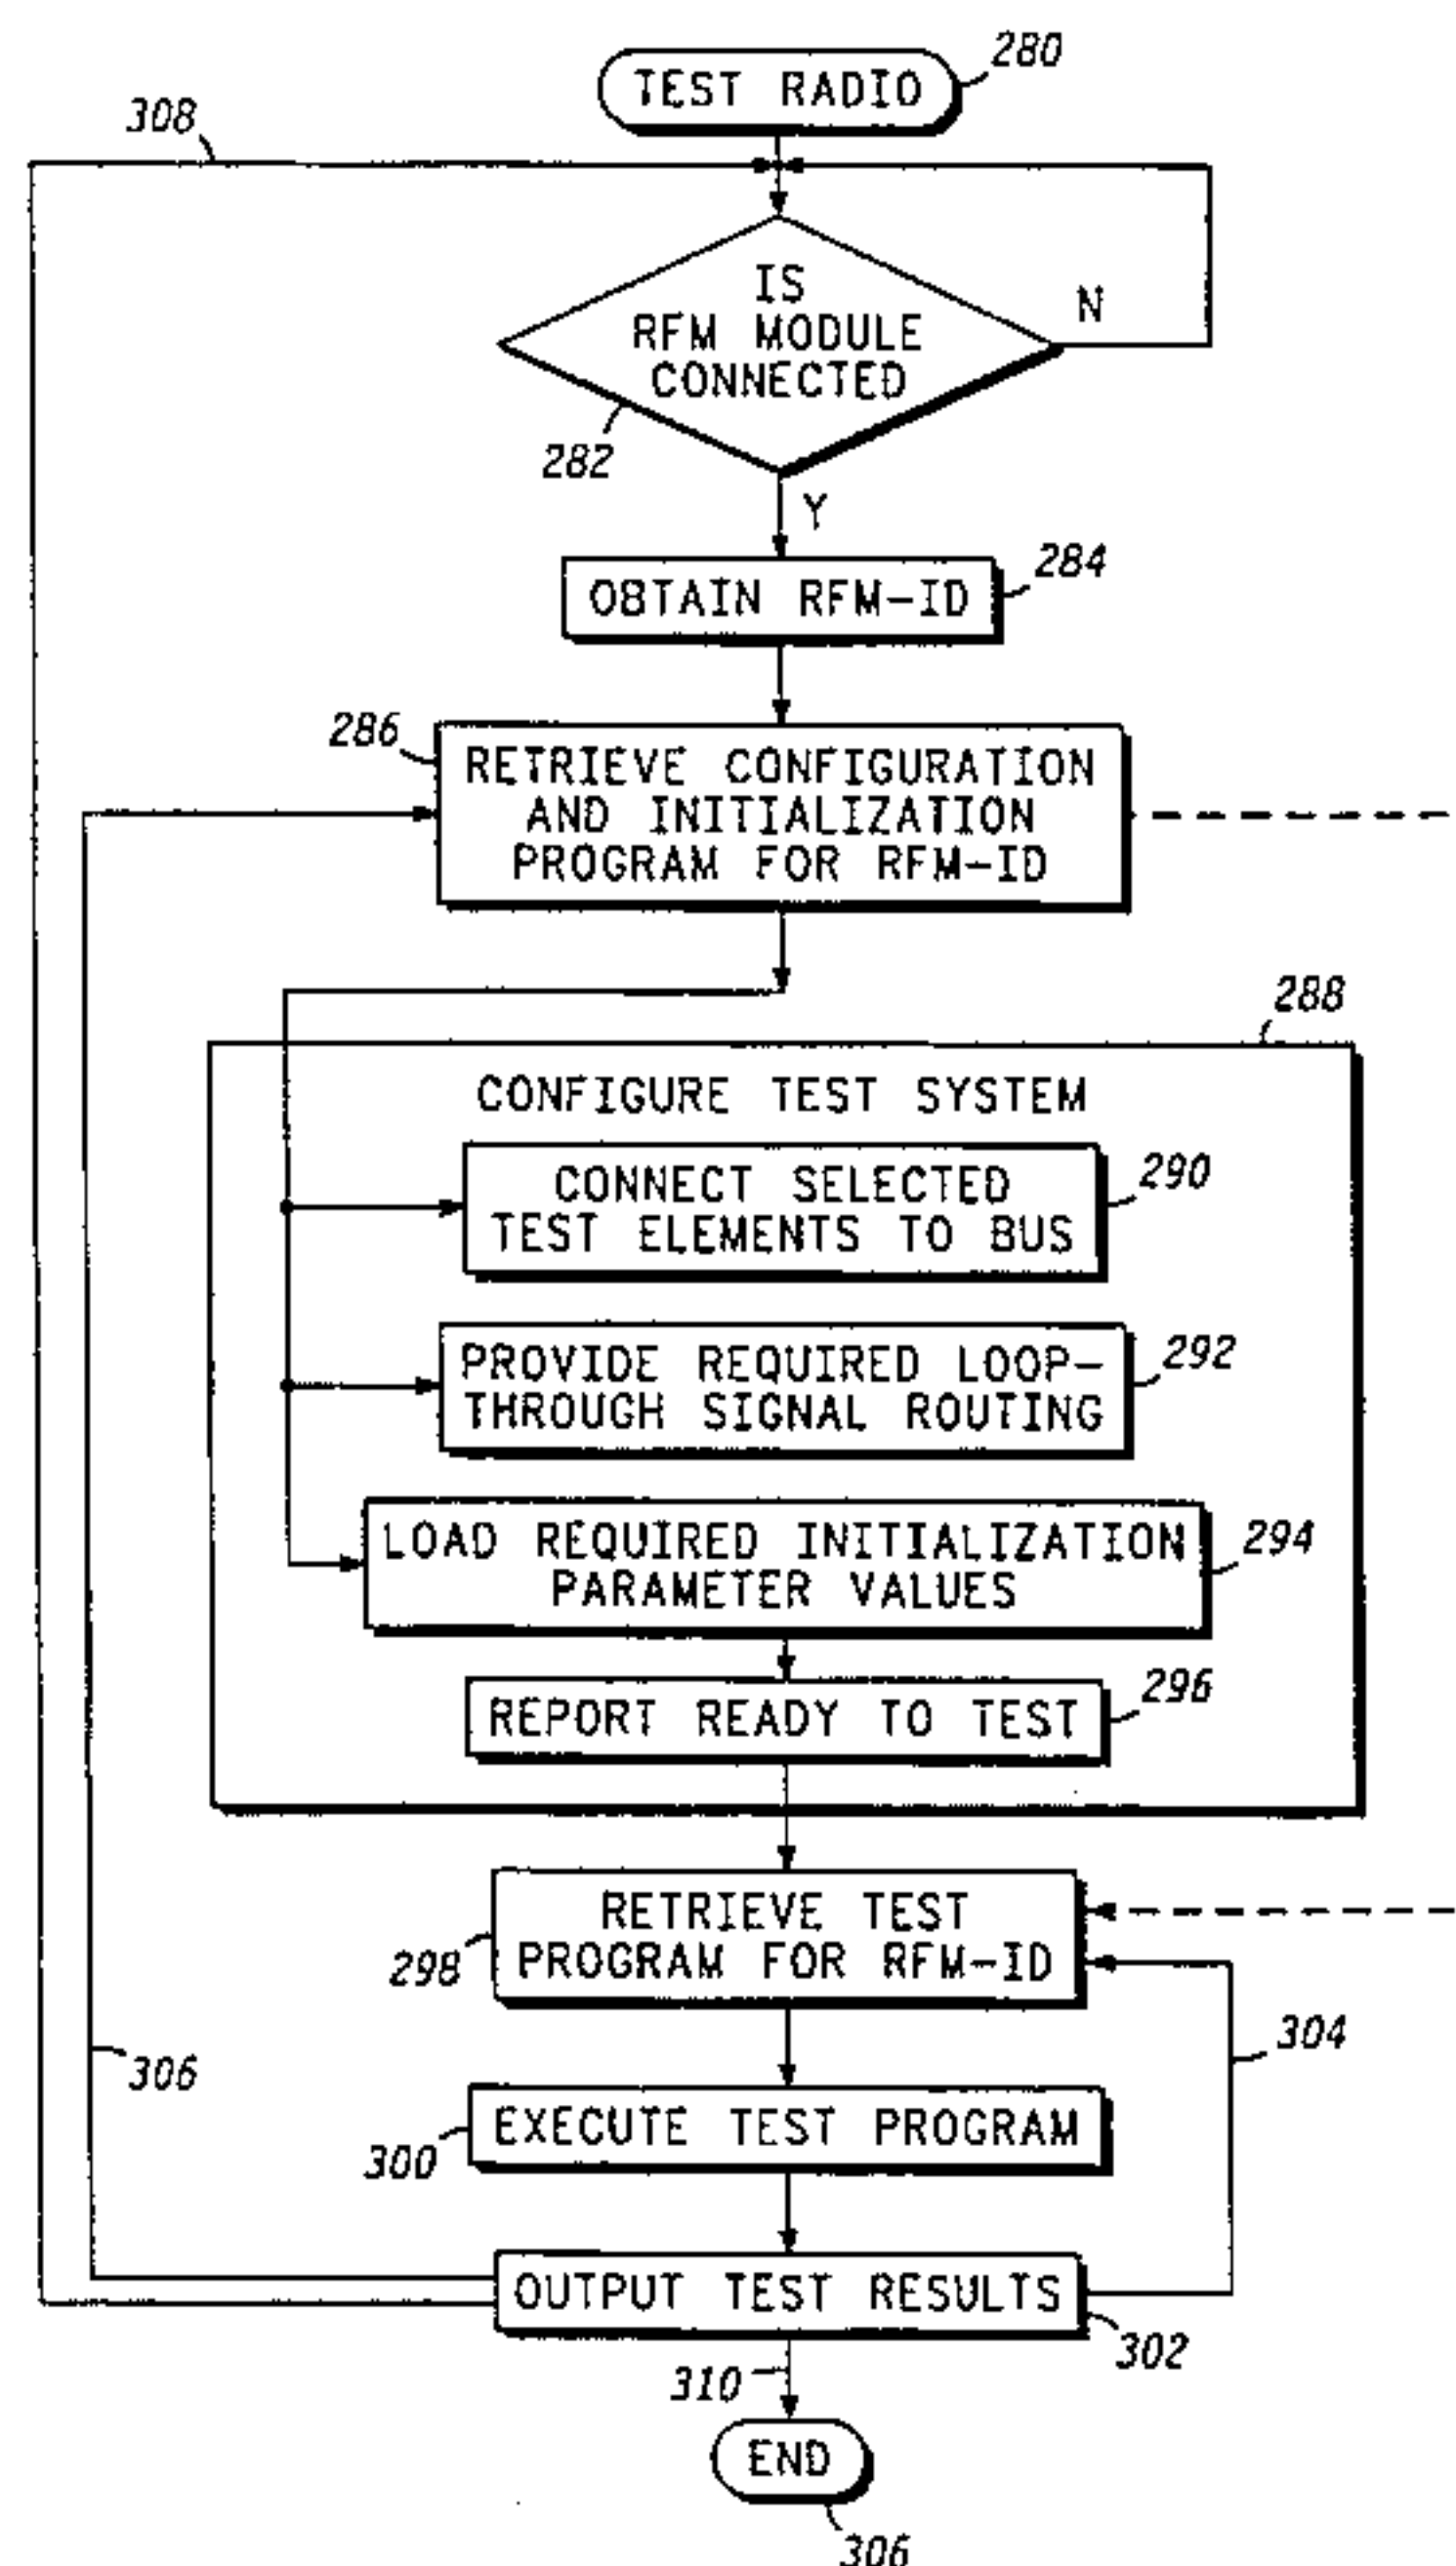 TEST RADIO
280
308
IS
RFM MODULE
CONNECTED
N
282
Y
OBTAIN RFM-ID
284
286
RETRIEVE CONFIGURATION
AND INITIALIZATION
PROGRAM FOR RFM-ID
288
CONFIGURE TEST SYSTEM
CONNECT SELECTED
TEST ELEMENTS TO BUS
290
PROVIDE REQUIRED LOOP-
THROUGH SIGNAL ROUTING
292
LOAD REQUIRED INITIALIZATION
PARAMETER VALUES
294
REPORT READY TO TEST
296
RETRIEVE TEST
PROGRAM FOR RFM-ID
298
304
306
EXECUTE TEST PROGRAM
300
OUTPUT TEST RESULTS
302
310
END
306